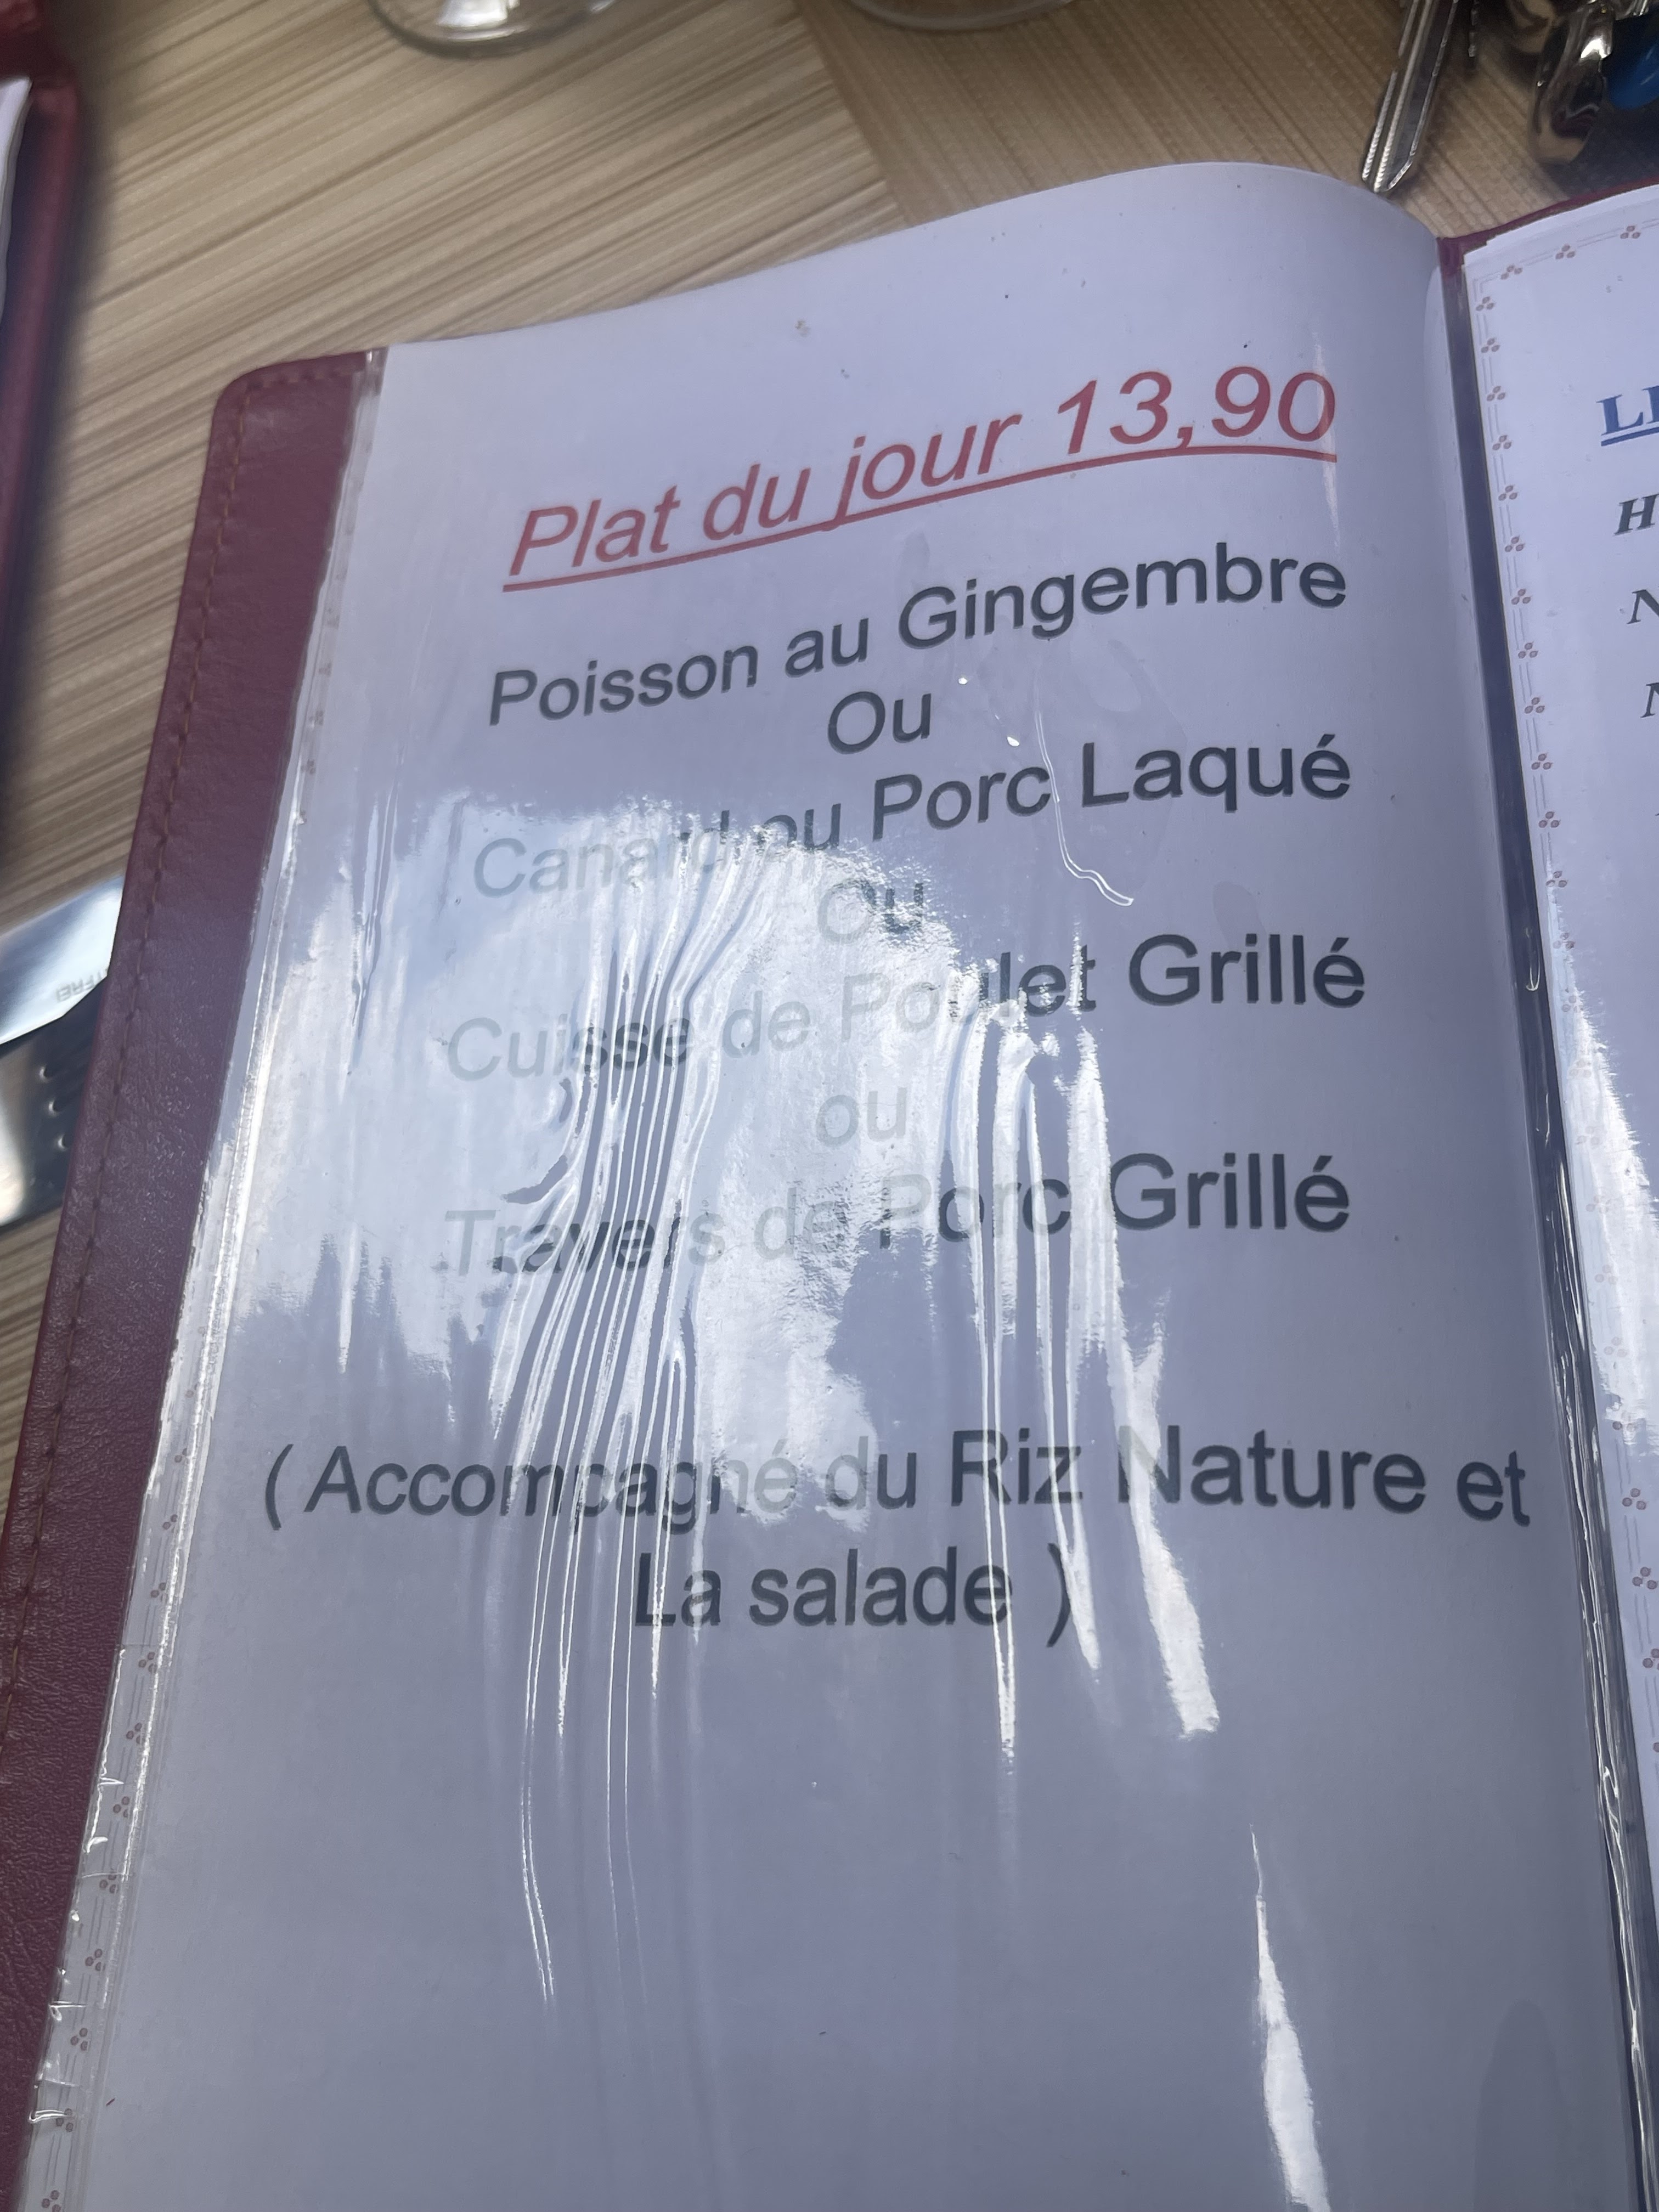 Plat du jour 13,90
Poisson au Gingembre
Ou
Canard ou Porc Laqué
Ou
Cuisse de Poulet Grillé
ou
Travers de Porc Grillé
( Accompagné du Riz Nature et
La salade )